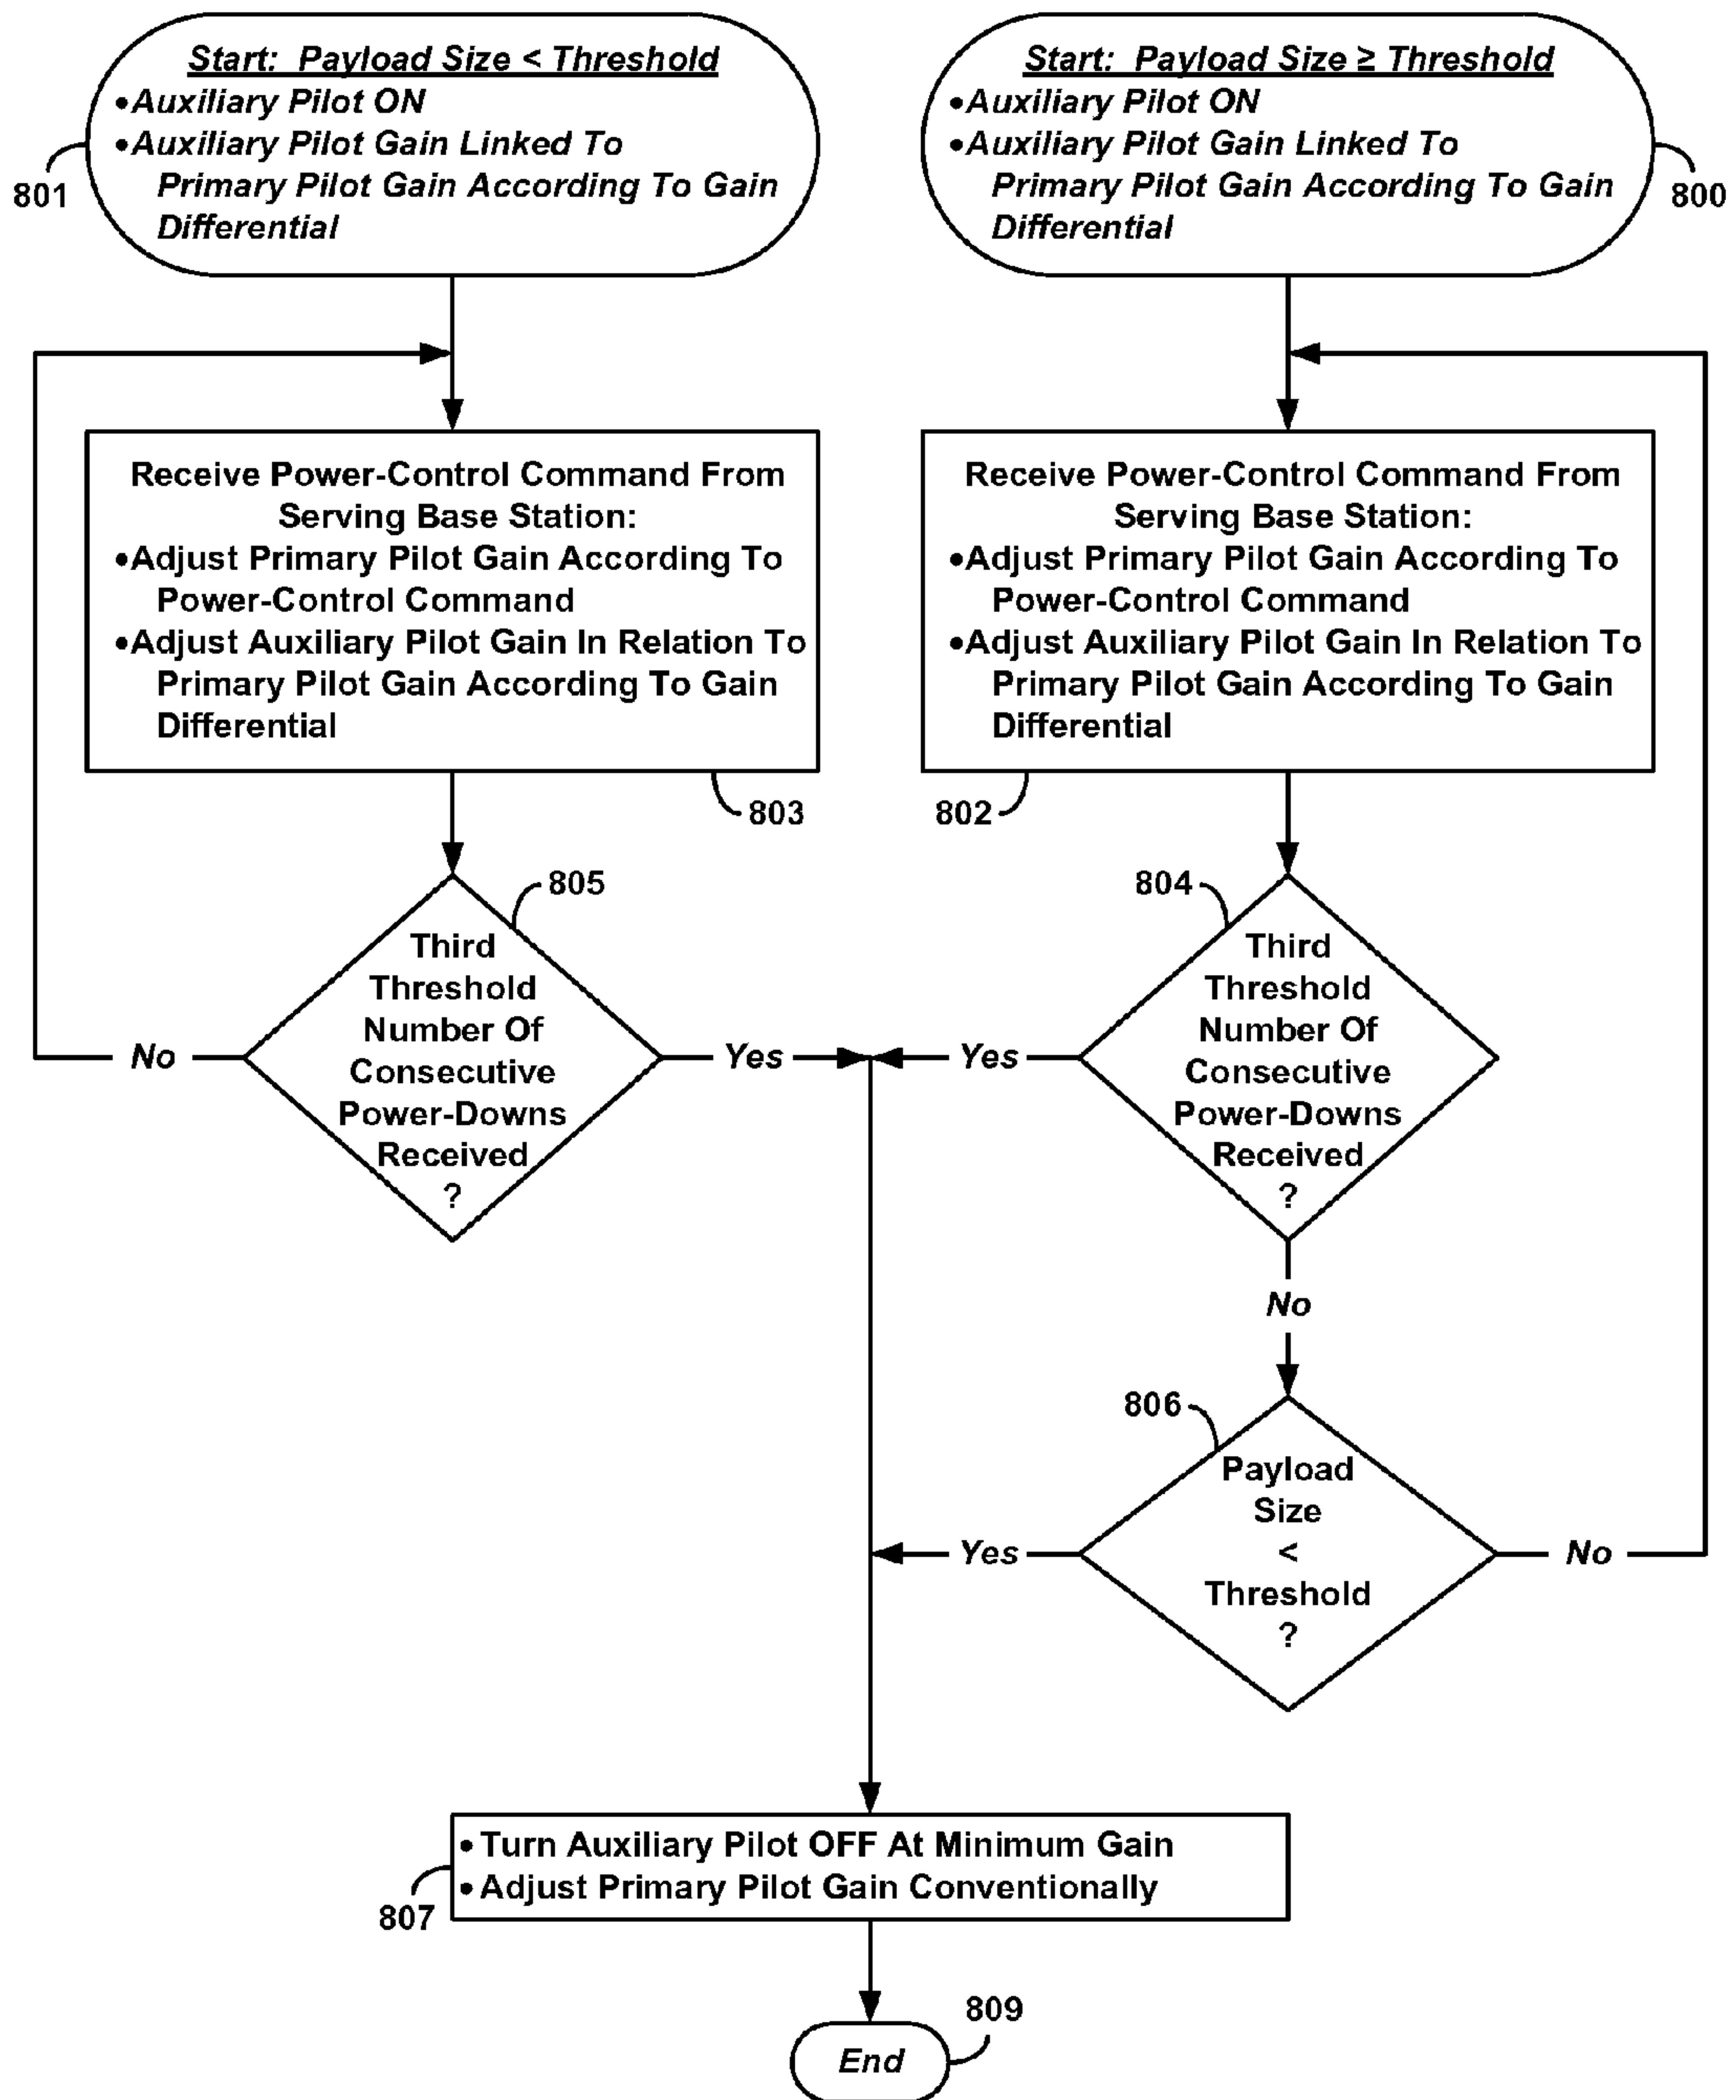 Start: Payload Size < Threshold
•Auxiliary Pilot ON
•Auxiliary Pilot Gain Linked To
Primary Pilot Gain According To Gain
Differential
801
Start: Payload Size ≥ Threshold
•Auxiliary Pilot ON
•Auxiliary Pilot Gain Linked To
Primary Pilot Gain According To Gain
Differential
800
Receive Power-Control Command From
Serving Base Station:
•Adjust Primary Pilot Gain According To
Power-Control Command
•Adjust Auxiliary Pilot Gain In Relation To
Primary Pilot Gain According To Gain
Differential
803
Receive Power-Control Command From
Serving Base Station:
•Adjust Primary Pilot Gain According To
Power-Control Command
•Adjust Auxiliary Pilot Gain In Relation To
Primary Pilot Gain According To Gain
Differential
802
805
Third
Threshold
Number Of
Consecutive
Power-Downs
Received
?
No
Yes
804
Third
Threshold
Number Of
Consecutive
Power-Downs
Received
?
Yes
No
806
Payload
Size
<
Threshold
?
Yes
No
• Turn Auxiliary Pilot OFF At Minimum Gain
• Adjust Primary Pilot Gain Conventionally
807
809
End